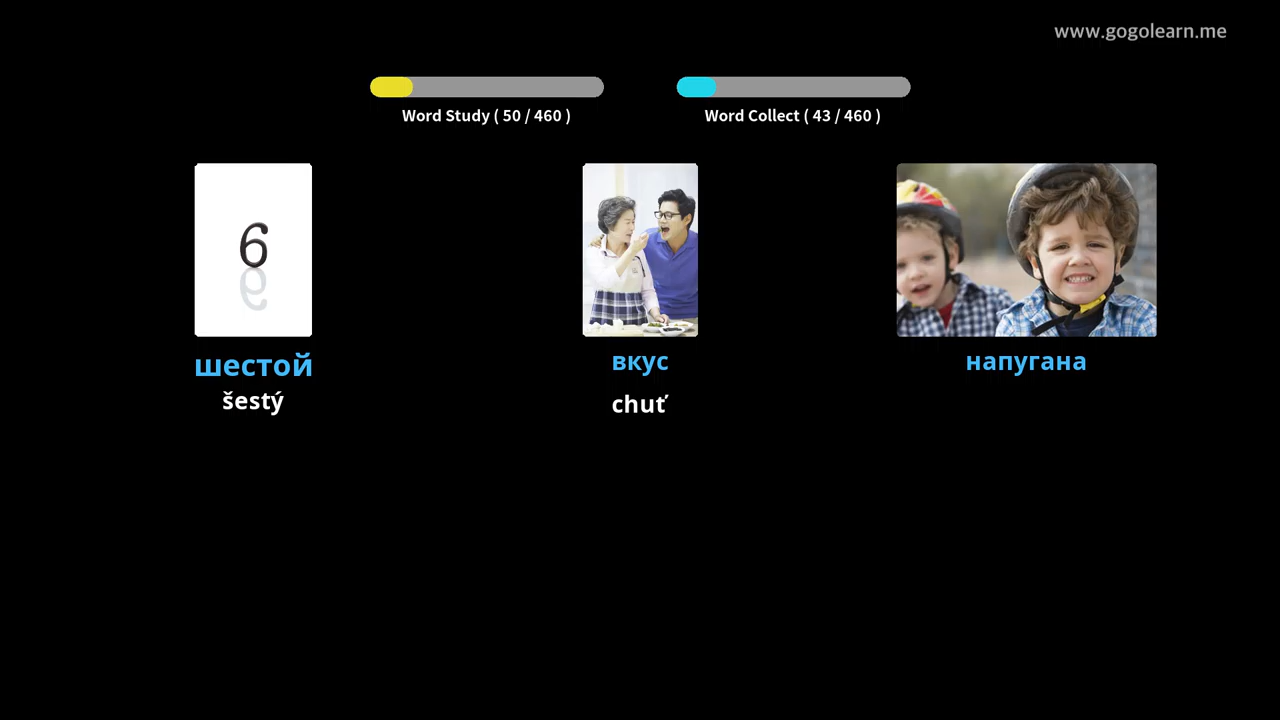 www.gogolearn.me
Word Study ( 50 / 460 )
Word Collect ( 43 / 460 )
6
шестой
šestý
вкус
chuť
напугана